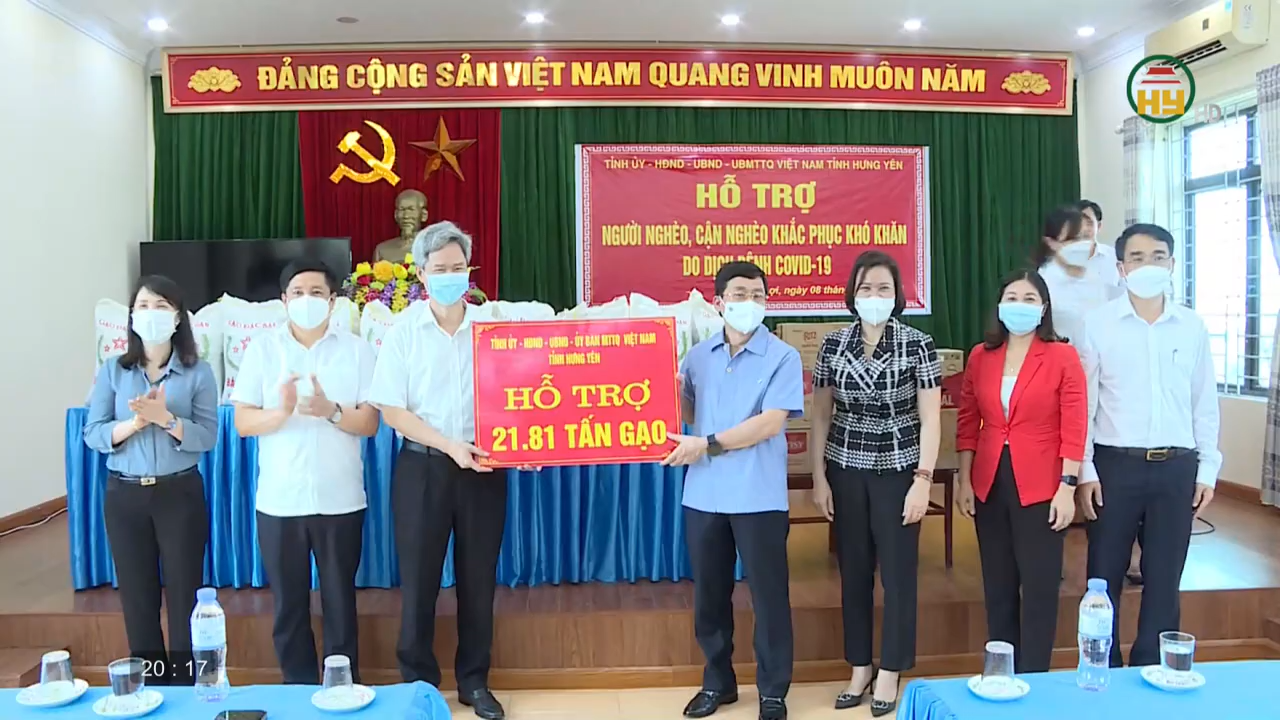 ĐẢNG CỘNG SẢN VIỆT NAM QUANG VINH MUÔN NĂM
HY HD
TỈNH ỦY - HĐND - UBND - UBMTTQ VIỆT NAM TỈNH HƯNG YÊN
HỖ TRỢ
NGƯỜI NGHÈO, CẬN NGHÈO KHẮC PHỤC KHÓ KHĂN
DO DỊCH BỆNH COVID-19
ngày 08
TỈNH ỦY - HĐND - UBND - ỦY BAN MTTQ VIỆT NAM
TỈNH HƯNG YÊN
HỖ TRỢ
21.81 TẤN GẠO
20 : 17